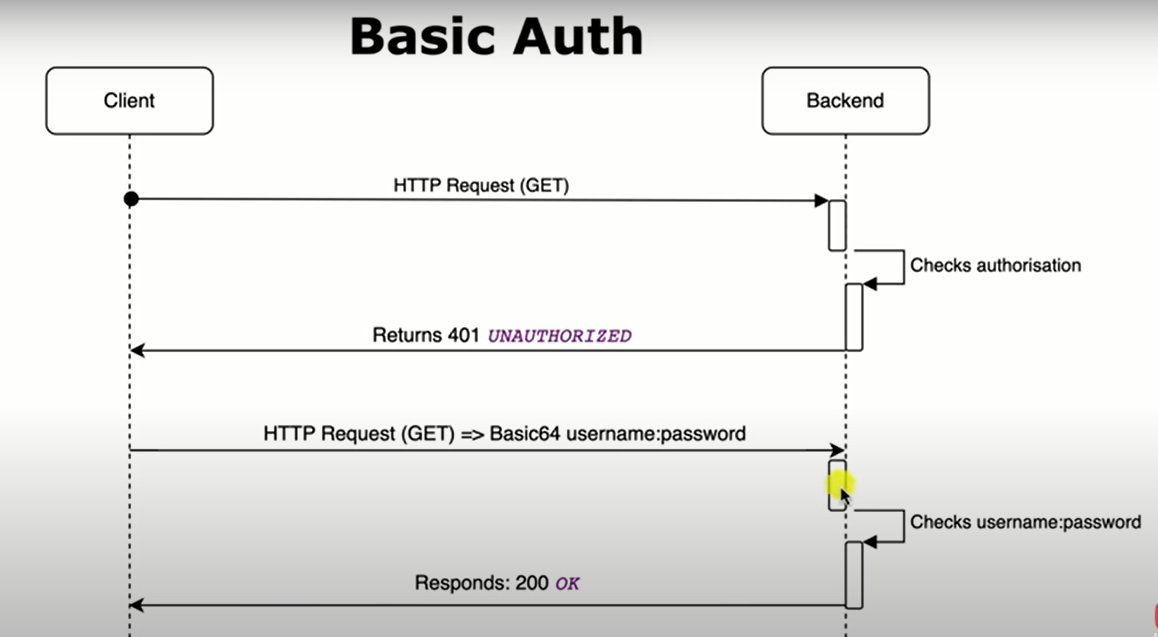 Basic Auth
Client
Backend
HTTP Request (GET)
Checks authorisation
Returns 401 UNAUTHORIZED
HTTP Request (GET) => Basic64 username:password
Checks username:password
Responds: 200 OK